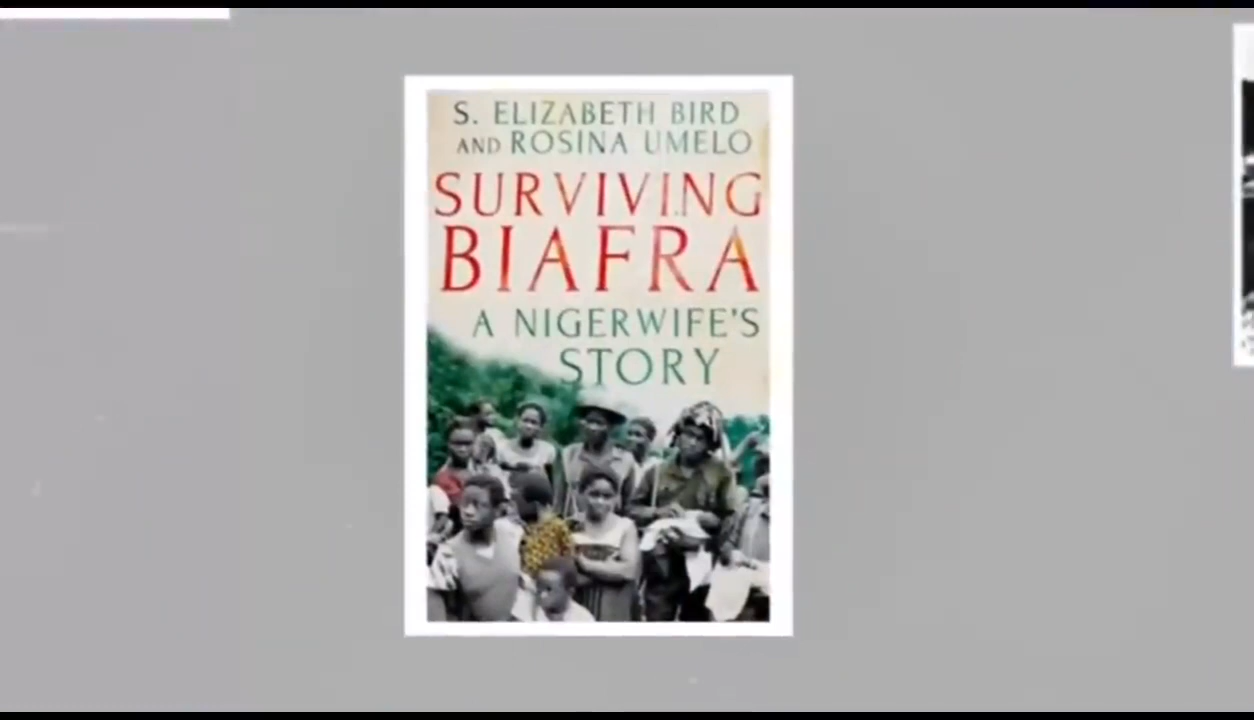 S. ELIZABETH BIRD
AND ROSINA UMELO
SURVIVING
BIAFRA
A NIGERWIFE'S
STORY